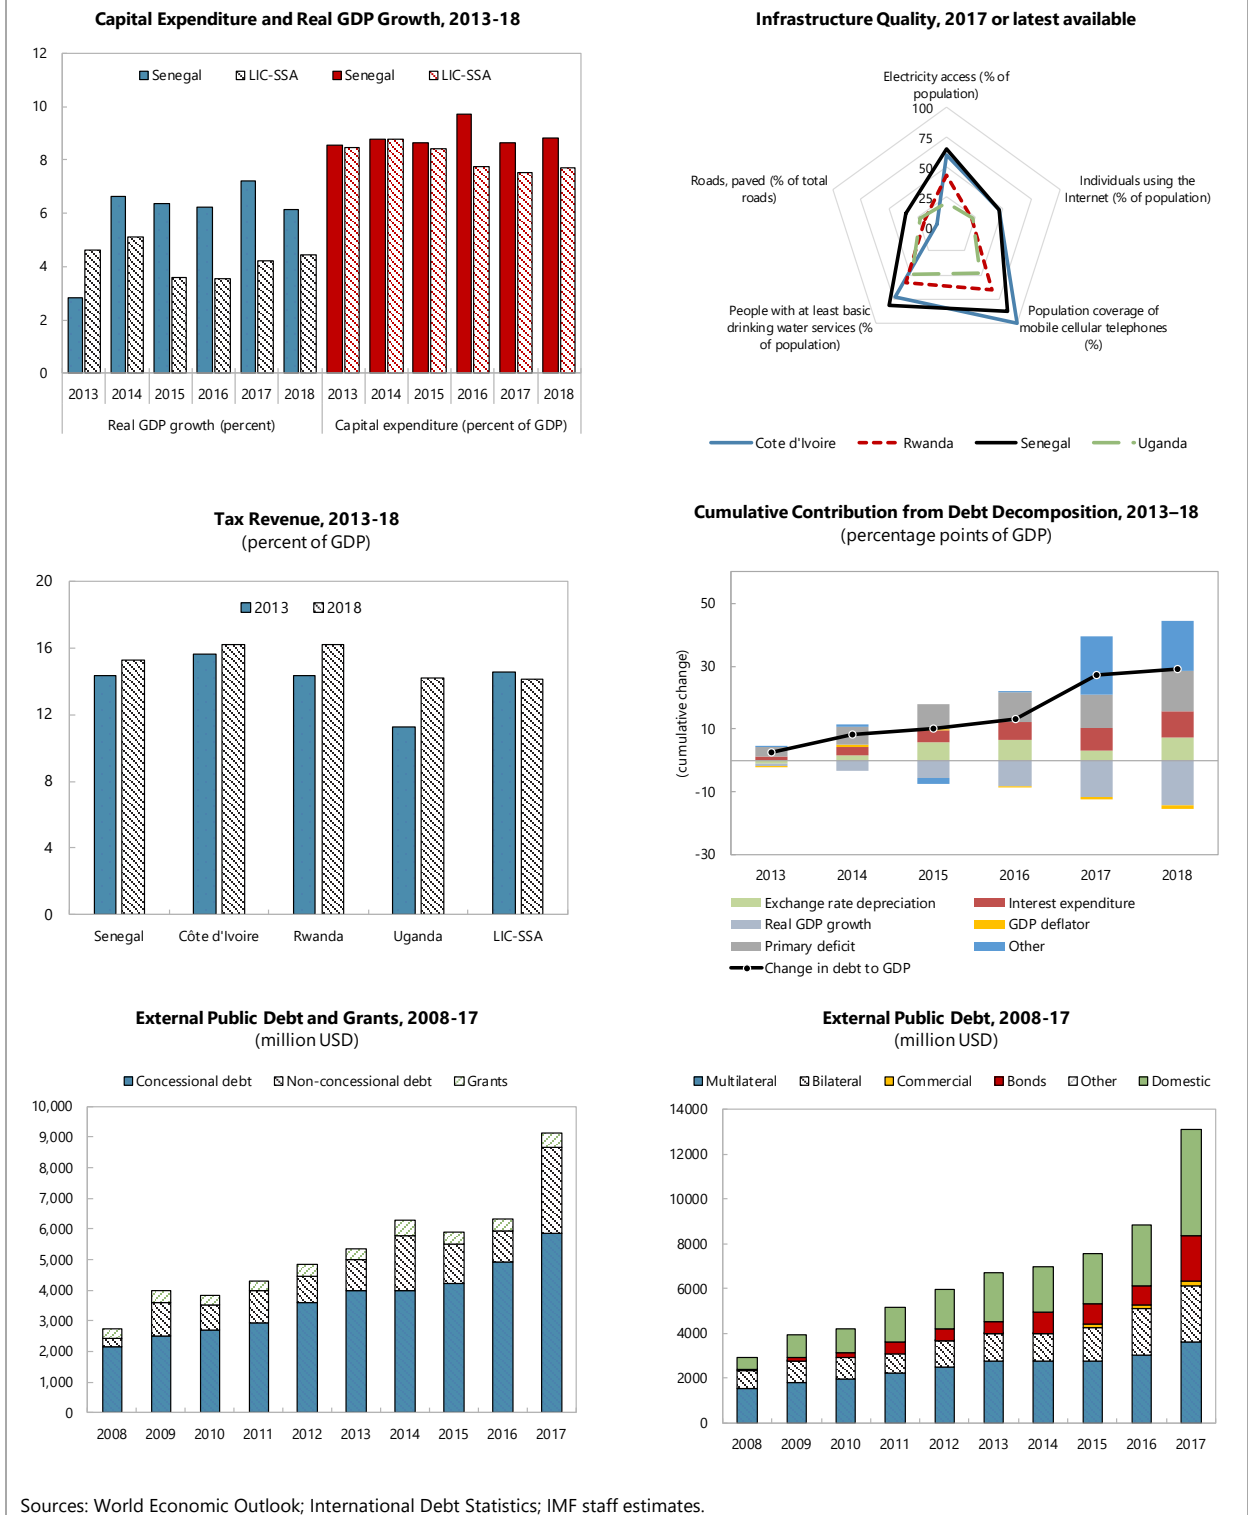 Capital Expenditure and Real GDP Growth, 2013-18
12
10
8
6
4
2
0
Senegal
LIC-SSA
Senegal
LIC-SSA
2013 2014 2015 2016 2017 2018 2013 2014 2015 2016 2017 2018
Real GDP growth (percent)
Capital expenditure (percent of GDP)
Infrastructure Quality, 2017 or latest available
Electricity access (% of
population)
100
75
50
25
0
Individuals using the
Internet (% of population)
Population coverage of
mobile cellular telephones
(%)
People with at least basic
drinking water services (%
of population)
Roads, paved (% of total
roads)
Cote d'Ivoire
Rwanda
Senegal
Uganda
Tax Revenue, 2013-18
(percent of GDP)
20
16
12
8
4
0
2013
2018
Senegal
Côte d'Ivoire
Rwanda
Uganda
LIC-SSA
Cumulative Contribution from Debt Decomposition, 2013–18
(percentage points of GDP)
(cumulative change)
50
30
10
-10
-30
2013 2014 2015 2016 2017 2018
Exchange rate depreciation
Interest expenditure
Real GDP growth
GDP deflator
Primary deficit
Other
Change in debt to GDP
External Public Debt and Grants, 2008-17
(million USD)
Concessional debt
Non-concessional debt
Grants
10,000
9,000
8,000
7,000
6,000
5,000
4,000
3,000
2,000
1,000
0
2008 2009 2010 2011 2012 2013 2014 2015 2016 2017
External Public Debt, 2008-17
(million USD)
Multilateral
Bilateral
Commercial
Bonds
Other
Domestic
14000
12000
10000
8000
6000
4000
2000
0
2008 2009 2010 2011 2012 2013 2014 2015 2016 2017
Sources: World Economic Outlook; International Debt Statistics; IMF staff estimates.